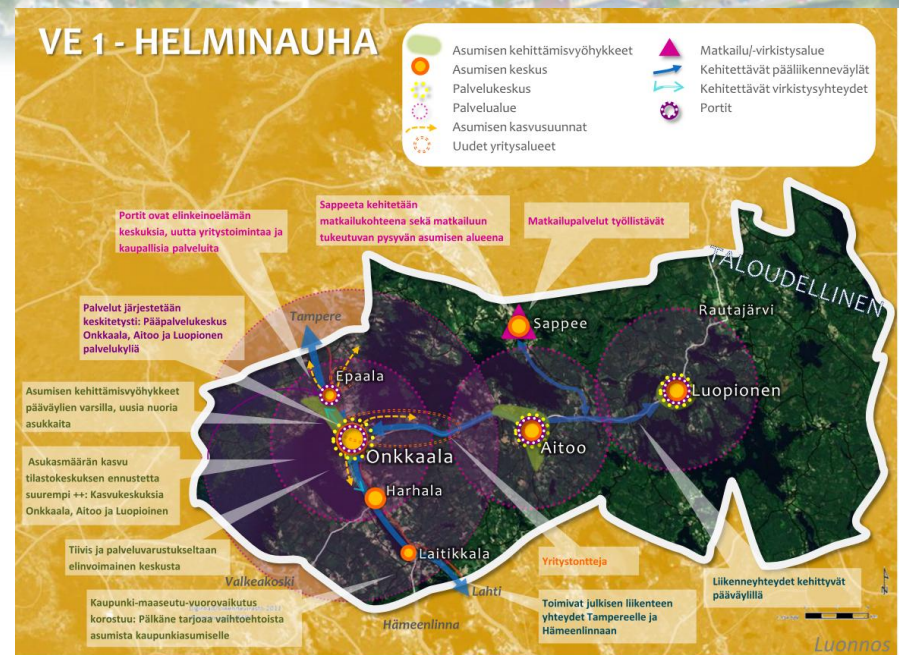 VE 1 - HELMINAUHA
Asumisen kehittämisvyöhykkeet
Asumisen keskus
Palvelukeskus
Palvelualue
Asumisen kasvusuunnat
Uudet yritysalueet
Matkailu/-virkistysalue
Kehitettävät pääliikenneväylät
Kehitettävät virkistysyhteydet
Portit
Portit ovat elinkeinoelämän
keskuksia, uutta yritystoimintaa ja
kaupallisia palveluita
Sappeeta kehitetään
matkailukohteena sekä matkailuun
tukeutuvan pysyvän asumisen alueena
Matkailupalvelut työllistävät
TALOUDELLINEN
Palvelut järjestetään
keskitetysti: Pääpalvelukeskus
Onkkaala, Aitoo ja Luopionen
palvelukyliä
Tampere
Sappee
Rautajärvi
Epaala
Luopionen
Asumisen kehittämisvyöhykkeet
pääväylien varsilla, uusia nuoria
asukkaita
Onkkaala
Aitoo
Asukasmäärän kasvu
tilastokeskuksen ennustetta
suurempi ++: Kasvukeskuksia
Onkkaala, Aitoo ja Luopioinen
Harhala
Tiivis ja palveluvarustukseltaan
elinvoimainen keskusta
Laitikkala
Yritystontteja
Valkeakoski
Lahti
Liikenneyhteydet kehittyvät
pääväylillä
Kaupunki-maaseutu-vuorovaikutus
korostuu: Pälkäne tarjoaa vaihtoehtoista
asumista kaupunkiasumiselle
Hämeenlinna
Toimivat julkisen liikenteen
yhteydet Tampereelle ja
Hämeenlinnaan
Luonnos